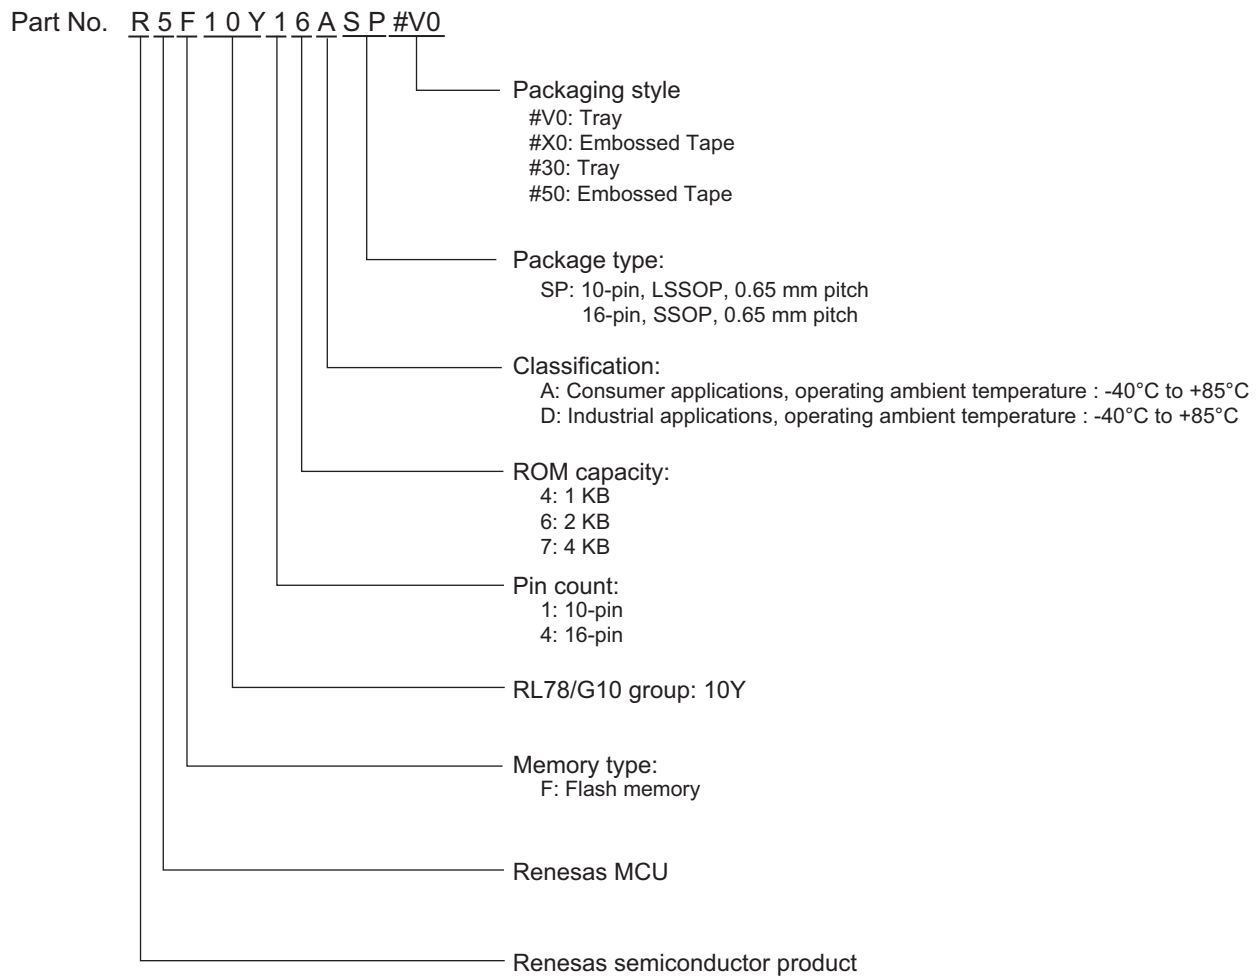 Part No. R 5 F 1 0 Y 1 6 A S P #V0
Packaging style
#V0: Tray
#X0: Embossed Tape
#30: Tray
#50: Embossed Tape
Package type:
SP: 10-pin, LSSOP, 0.65 mm pitch
16-pin, SSOP, 0.65 mm pitch
Classification:
A: Consumer applications, operating ambient temperature : -40°C to +85°C
D: Industrial applications, operating ambient temperature : -40°C to +85°C
ROM capacity:
4: 1 KB
6: 2 KB
7: 4 KB
Pin count:
1: 10-pin
4: 16-pin
RL78/G10 group: 10Y
Memory type:
F: Flash memory
Renesas MCU
Renesas semiconductor product